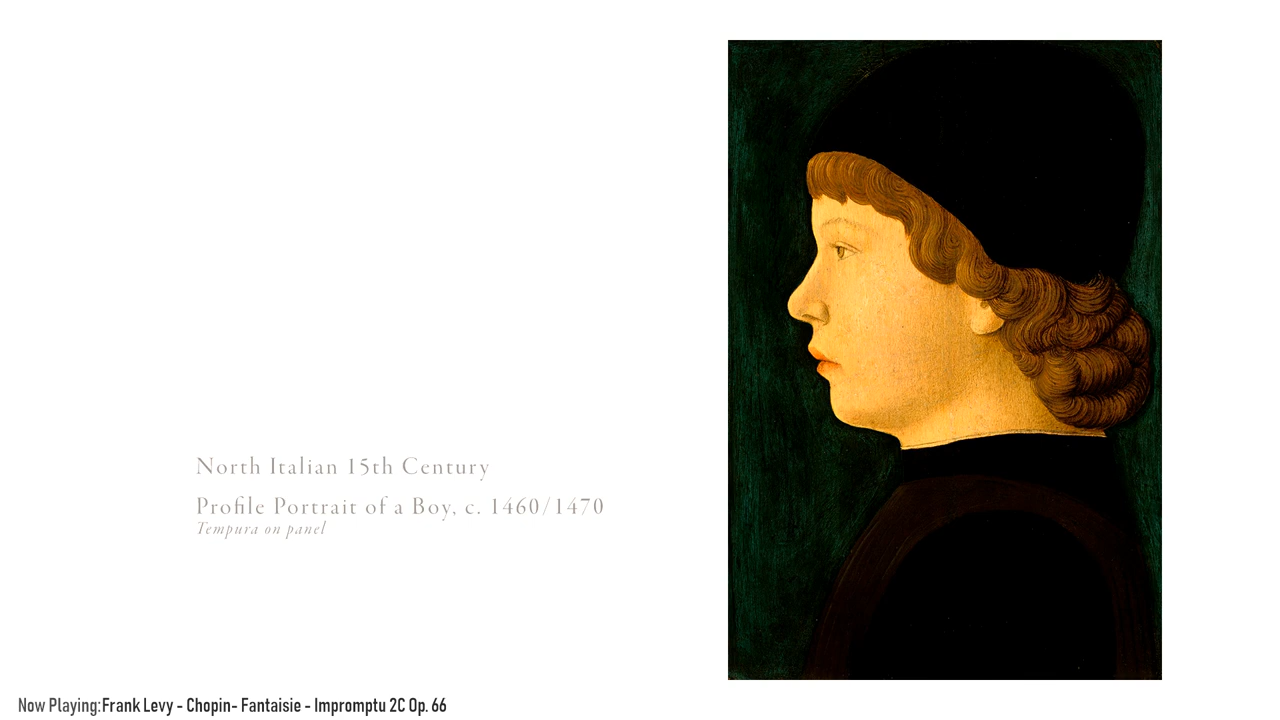 North Italian 15th Century
Profile Portrait of a Boy, c. 1460/1470
Tempura on panel
Now Playing:Frank Levy - Chopin- Fantaisie - Impromptu 2C Op. 66